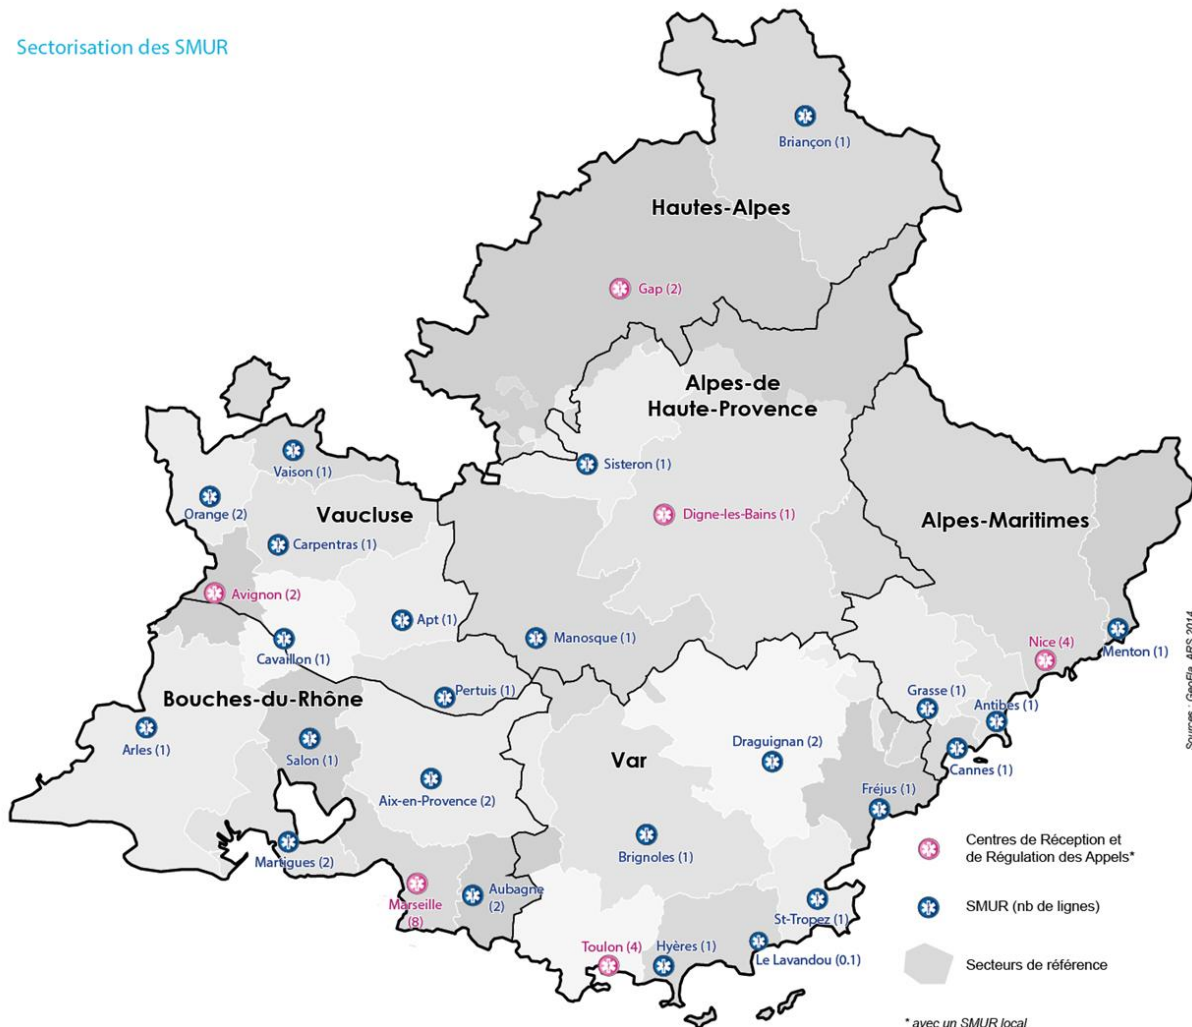 Sectorisation des SMUR
Briançon (1)
Hautes-Alpes
Gap (2)
Alpes-de
Haute-Provence
Sisteron (1)
Vaison (1)
Orange (2)
Vaucluse
Digne-les-Bains (1)
Alpes-Maritimes
Carpentras (1)
Avignon (2)
Apt (1)
Manosque (1)
Cavaillon (1)
Nice (4)
Menton (1)
Bouches-du-Rhône
Pertuis (1)
Grasse (1)
Antibes (1)
Arles (1)
Salon (1)
Var
Draguignan (2)
Cannes (1)
Aix-en-Provence (2)
Fréjus (1)
Martigues (2)
Brignoles (1)
Marseille
(8)
Aubagne
(2)
St-Tropez (1)
Toulon (4)
Hyères (1)
Le Lavandou (0.1)
Centres de Réception et
de Régulation des Appels*
SMUR (nb de lignes)
Secteurs de référence
* avec un SMUR local
Sources : GeoFla, ARS 2014